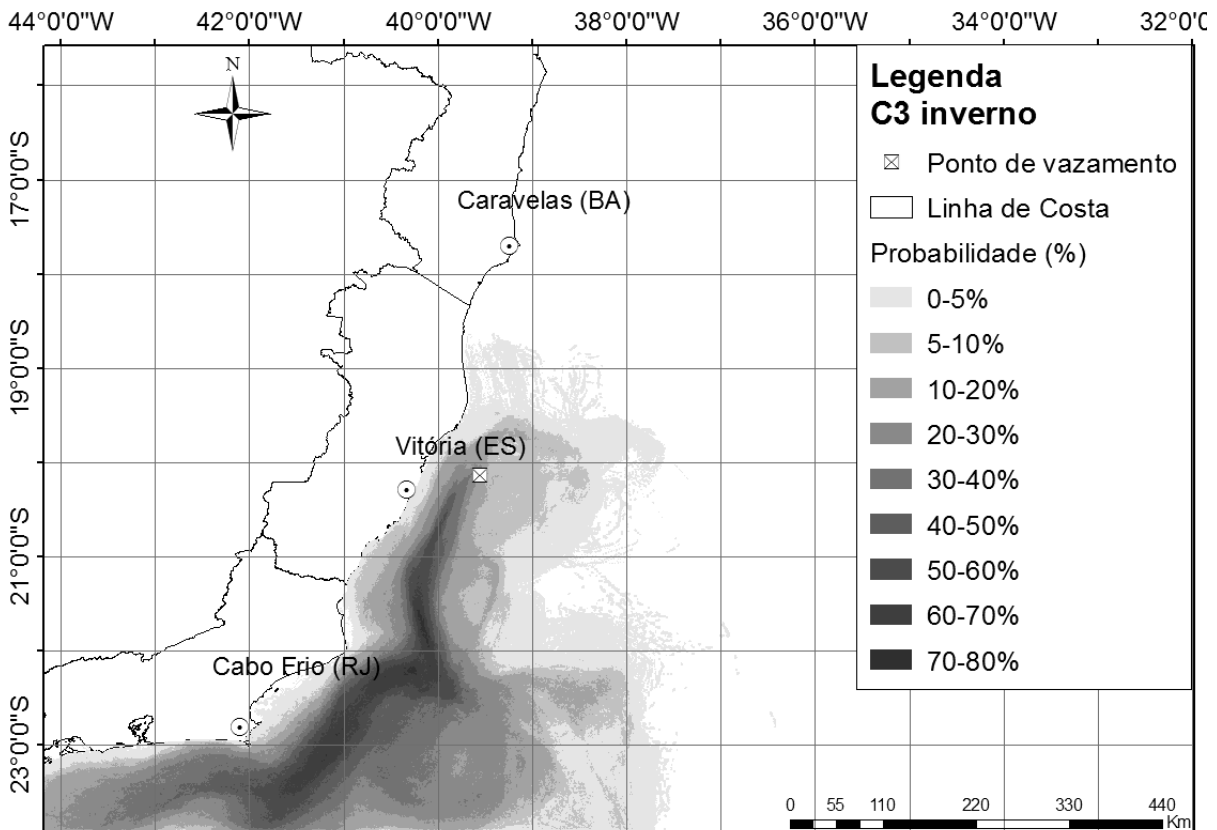 44°0'0"W 42°0'0"W 40°0'0"W 38°0'0"W 36°0'0"W 34°0'0"W 32°0'0"
N
17°0'0"S
19°0'0"S
21°0'0"S
23°0'0"S
Caravelas (BA)
Vitória (ES)
Cabo Frio (RJ)
Legenda
C3 inverno
Ponto de vazamento
Linha de Costa
Probabilidade (%)
0-5%
5-10%
10-20%
20-30%
30-40%
40-50%
50-60%
60-70%
70-80%
0 55 110 220 330 440
Km